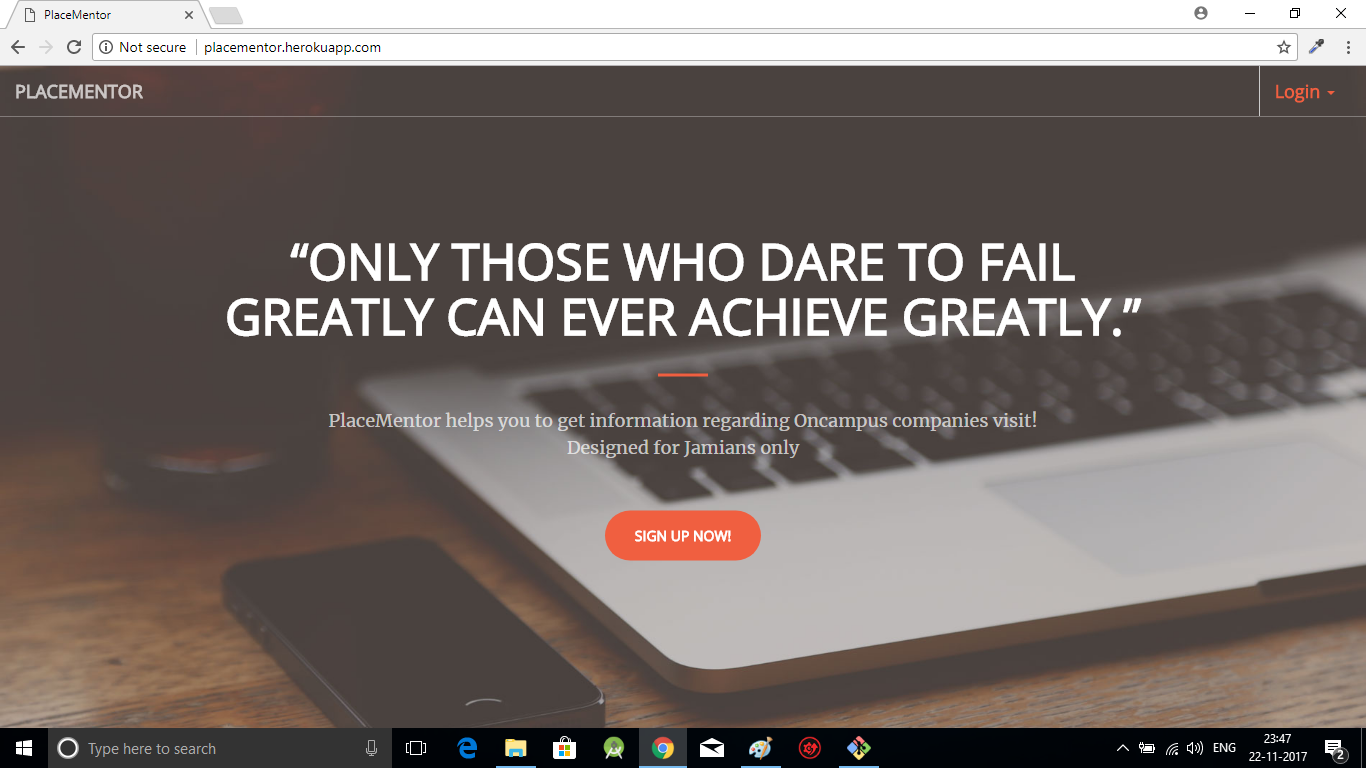 PlaceMentor
Not secure
placementor.herokuapp.com
PLACEMENTOR
Login
“ONLY THOSE WHO DARE TO FAIL
GREATLY CAN EVER ACHIEVE GREATLY.”
PlaceMentor helps you to get information regarding Oncampus companies visit!
Designed for Jamians only
SIGN UP NOW!
Type here to search
ENG
23:47
22-11-2017
2